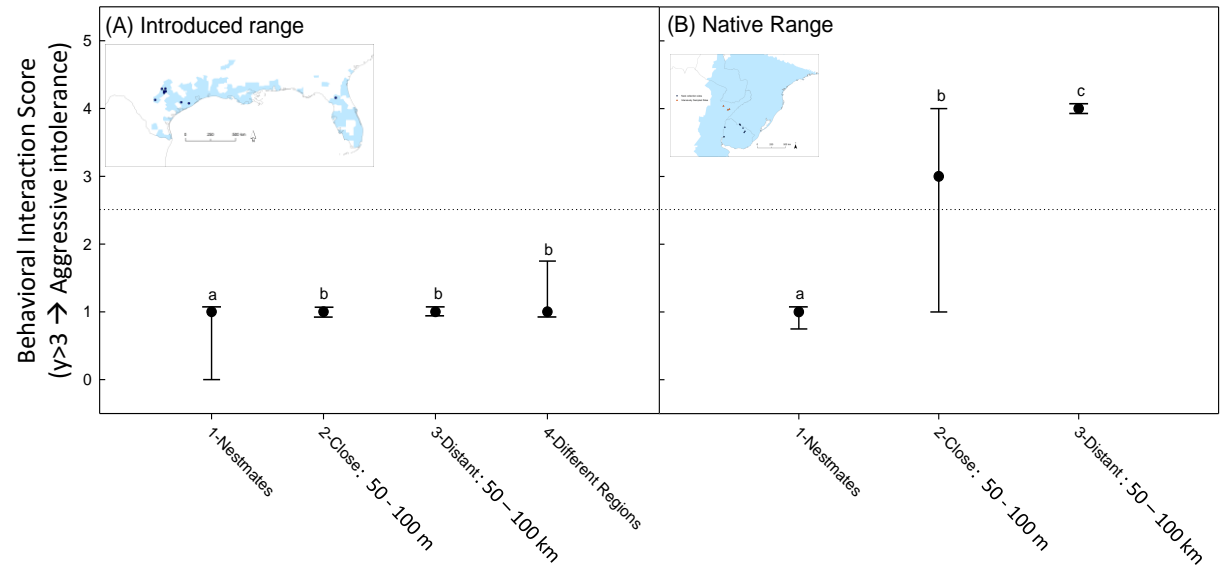 (A) Introduced range
(B) Native Range
Behavioral Interaction Score
(y>3 → Aggressive intolerance)
5
4
3
2
1
0
a
b
b
b
a
b
c
1-Nestmates
2-Close: 50 - 100 m
3-Distant: 50 – 100 km
4-Different Regions
1-Nestmates
2-Close: 50 - 100 m
3-Distant: 50 – 100 km